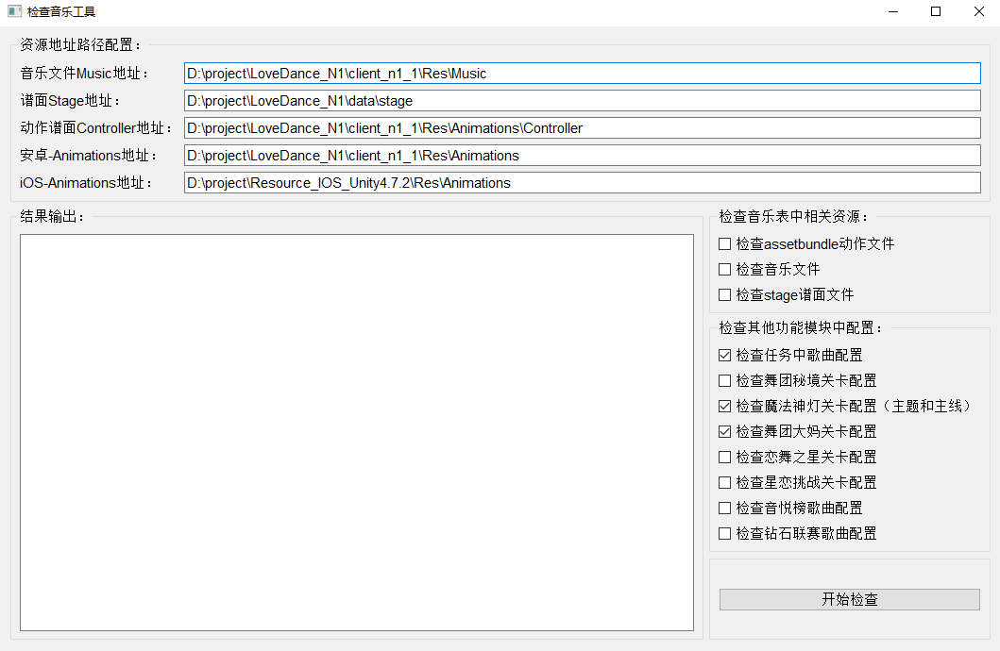 检查音乐工具
资源地址路径配置：
音乐文件Music地址：
D:\project\LoveDance_N1\client_n1_1\Res\Music
谱面Stage地址：
D:\project\LoveDance_N1\data\stage
动作谱面Controller地址：
D:\project\LoveDance_N1\client_n1_1\Res\Animations\Controller
安卓-Animations地址：
D:\project\LoveDance_N1\client_n1_1\Res\Animations
iOS-Animations地址：
D:\project\Resource_IOS_Unity4.7.2\Res\Animations
结果输出：
检查音乐表中相关资源：
检查assetbundle动作文件
检查音乐文件
检查stage谱面文件
检查其他功能模块中配置：
检查任务中歌曲配置
检查舞团秘境关卡配置
检查魔法神灯关卡配置（主题和主线）
检查舞团大妈关卡配置
检查恋舞之星关卡配置
检查星恋挑战关卡配置
检查音悦榜歌曲配置
检查钻石联赛歌曲配置
开始检查